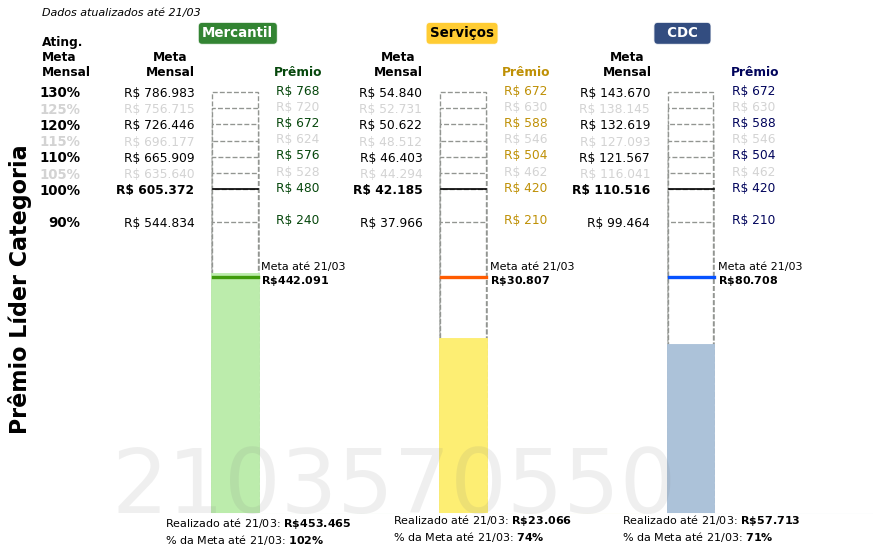 Dados atualizados até 21/03
Mercantil Serviços CDC
Ating. Meta Mensal Meta Mensal Prêmio Meta Mensal Prêmio Meta Mensal Prêmio
130% R$ 786.983 R$ 768 R$ 54.840 R$ 672 R$ 143.670 R$ 672
125% R$ 756.715 R$ 720 R$ 52.731 R$ 630 R$ 138.145 R$ 630
120% R$ 726.446 R$ 672 R$ 50.622 R$ 588 R$ 132.619 R$ 588
115% R$ 696.177 R$ 624 R$ 48.512 R$ 546 R$ 127.093 R$ 546
110% R$ 665.909 R$ 576 R$ 46.403 R$ 504 R$ 121.567 R$ 504
105% R$ 635.640 R$ 528 R$ 44.294 R$ 462 R$ 116.041 R$ 462
100% R$ 605.372 R$ 480 R$ 42.185 R$ 420 R$ 110.516 R$ 420
90% R$ 544.834 R$ 240 R$ 37.966 R$ 210 R$ 99.464 R$ 210
Prêmio Líder Categoria
Meta até 21/03 Meta até 21/03 Meta até 21/03
R$442.091 R$30.807 R$80.708
2103570550
Realizado até 21/03: R$453.465 Realizado até 21/03: R$23.066 Realizado até 21/03: R$57.713
% da Meta até 21/03: 102% % da Meta até 21/03: 74% % da Meta até 21/03: 71%